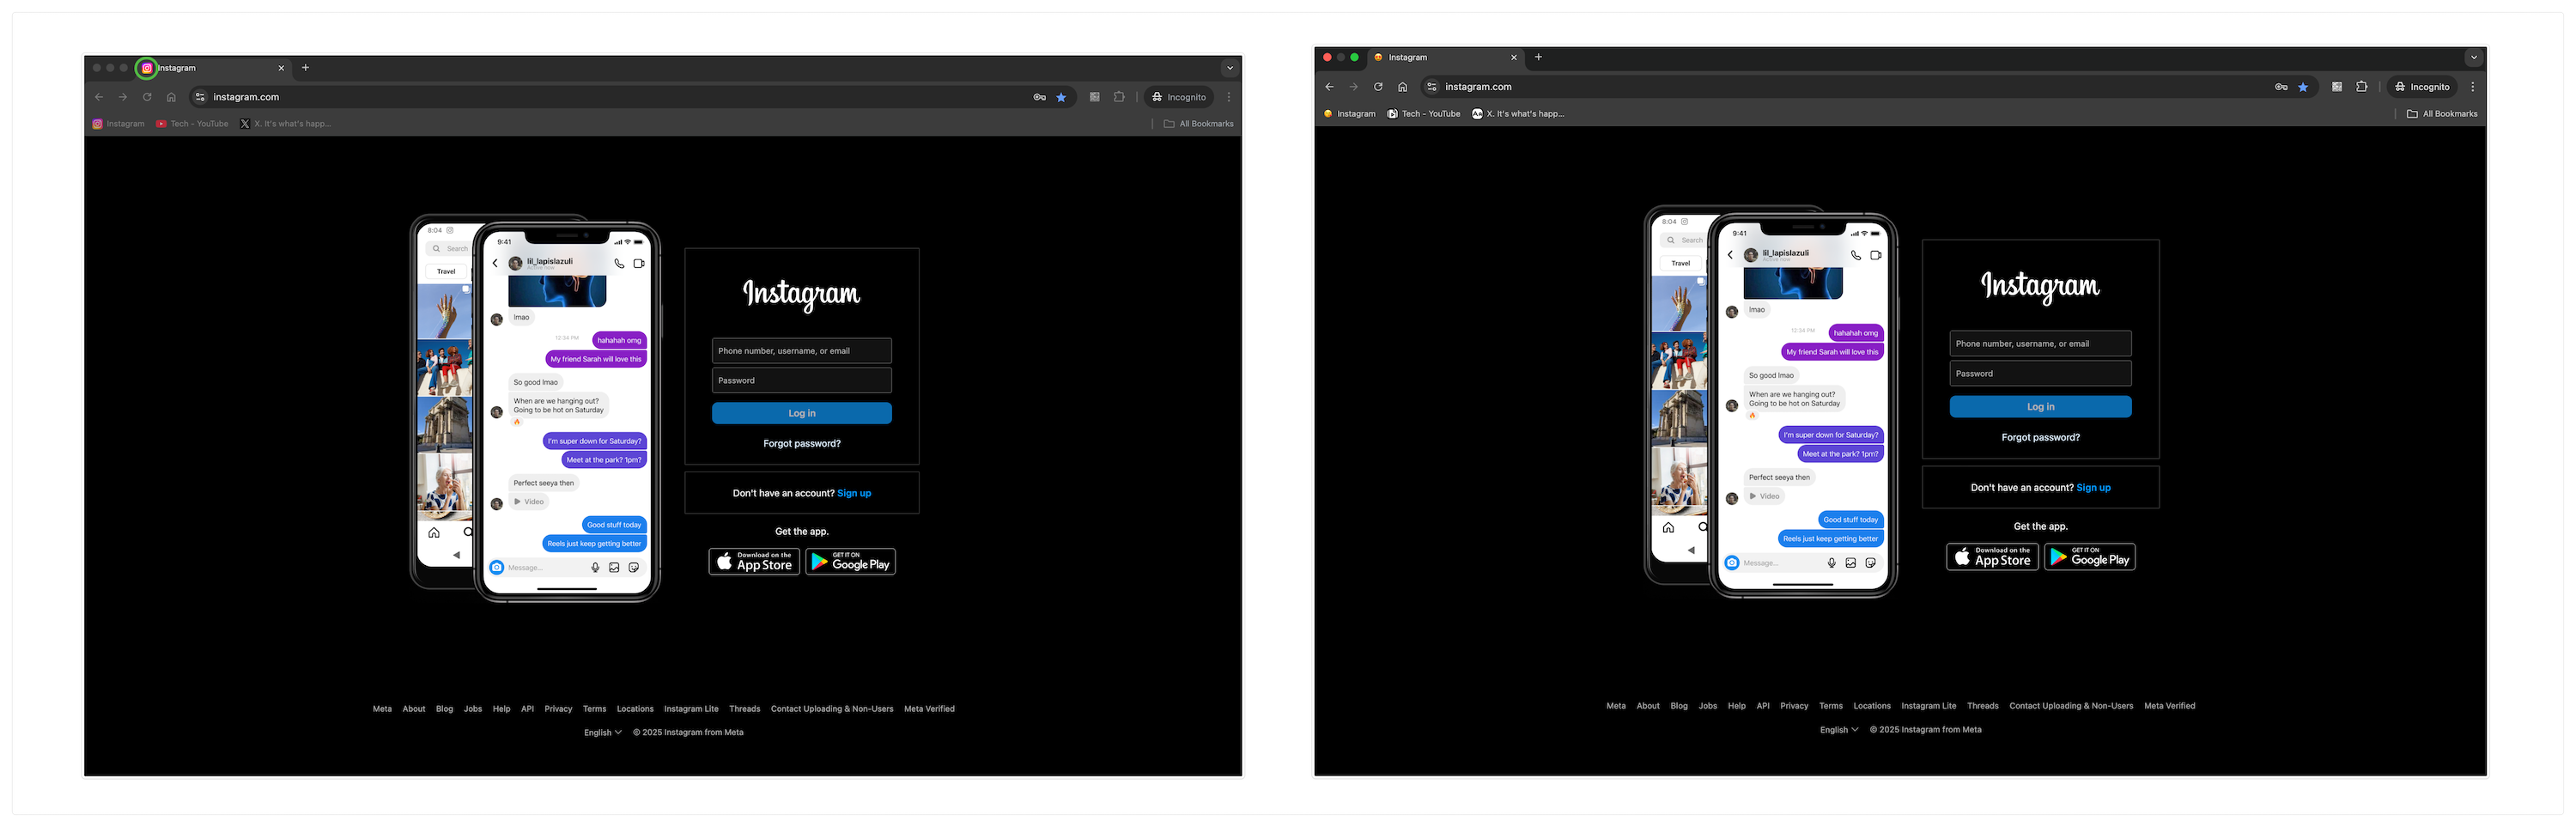 Instagram
instagram.com
Incognito
Instagram
Tech - YouTube
X. It's what's happ...
All Bookmarks
8:04
Search
Travel
9:41
lil_lapislazuli
Active now
lmao
12:34 PM
hahahah omg
My friend Sarah will love this
So good lmao
When are we hanging out?
Going to be hot on Saturday
I'm super down for Saturday?
Meet at the park? 1pm?
Perfect seeya then
Video
Good stuff today
Reels just keep getting better
Message...
Instagram
Phone number, username, or email
Password
Log in
Forgot password?
Don't have an account? Sign up
Get the app.
Download on the
App Store
GET IT ON
Google Play
Meta About Blog Jobs Help API Privacy Terms Locations Instagram Lite Threads Contact Uploading & Non-Users Meta Verified
English © 2025 Instagram from Meta
Instagram
instagram.com
Incognito
Instagram
Tech - YouTube
Aa
X. It's what's happ...
All Bookmarks
8:04
Search
Travel
9:41
lil_lapislazuli
Active now
lmao
12:34 PM
hahahah omg
My friend Sarah will love this
So good lmao
When are we hanging out?
Going to be hot on Saturday
I'm super down for Saturday?
Meet at the park? 1pm?
Perfect seeya then
Video
Good stuff today
Reels just keep getting better
Message...
Instagram
Phone number, username, or email
Password
Log in
Forgot password?
Don't have an account? Sign up
Get the app.
Download on the
App Store
GET IT ON
Google Play
Meta About Blog Jobs Help API Privacy Terms Locations Instagram Lite Threads Contact Uploading & Non-Users Meta Verified
English © 2025 Instagram from Meta